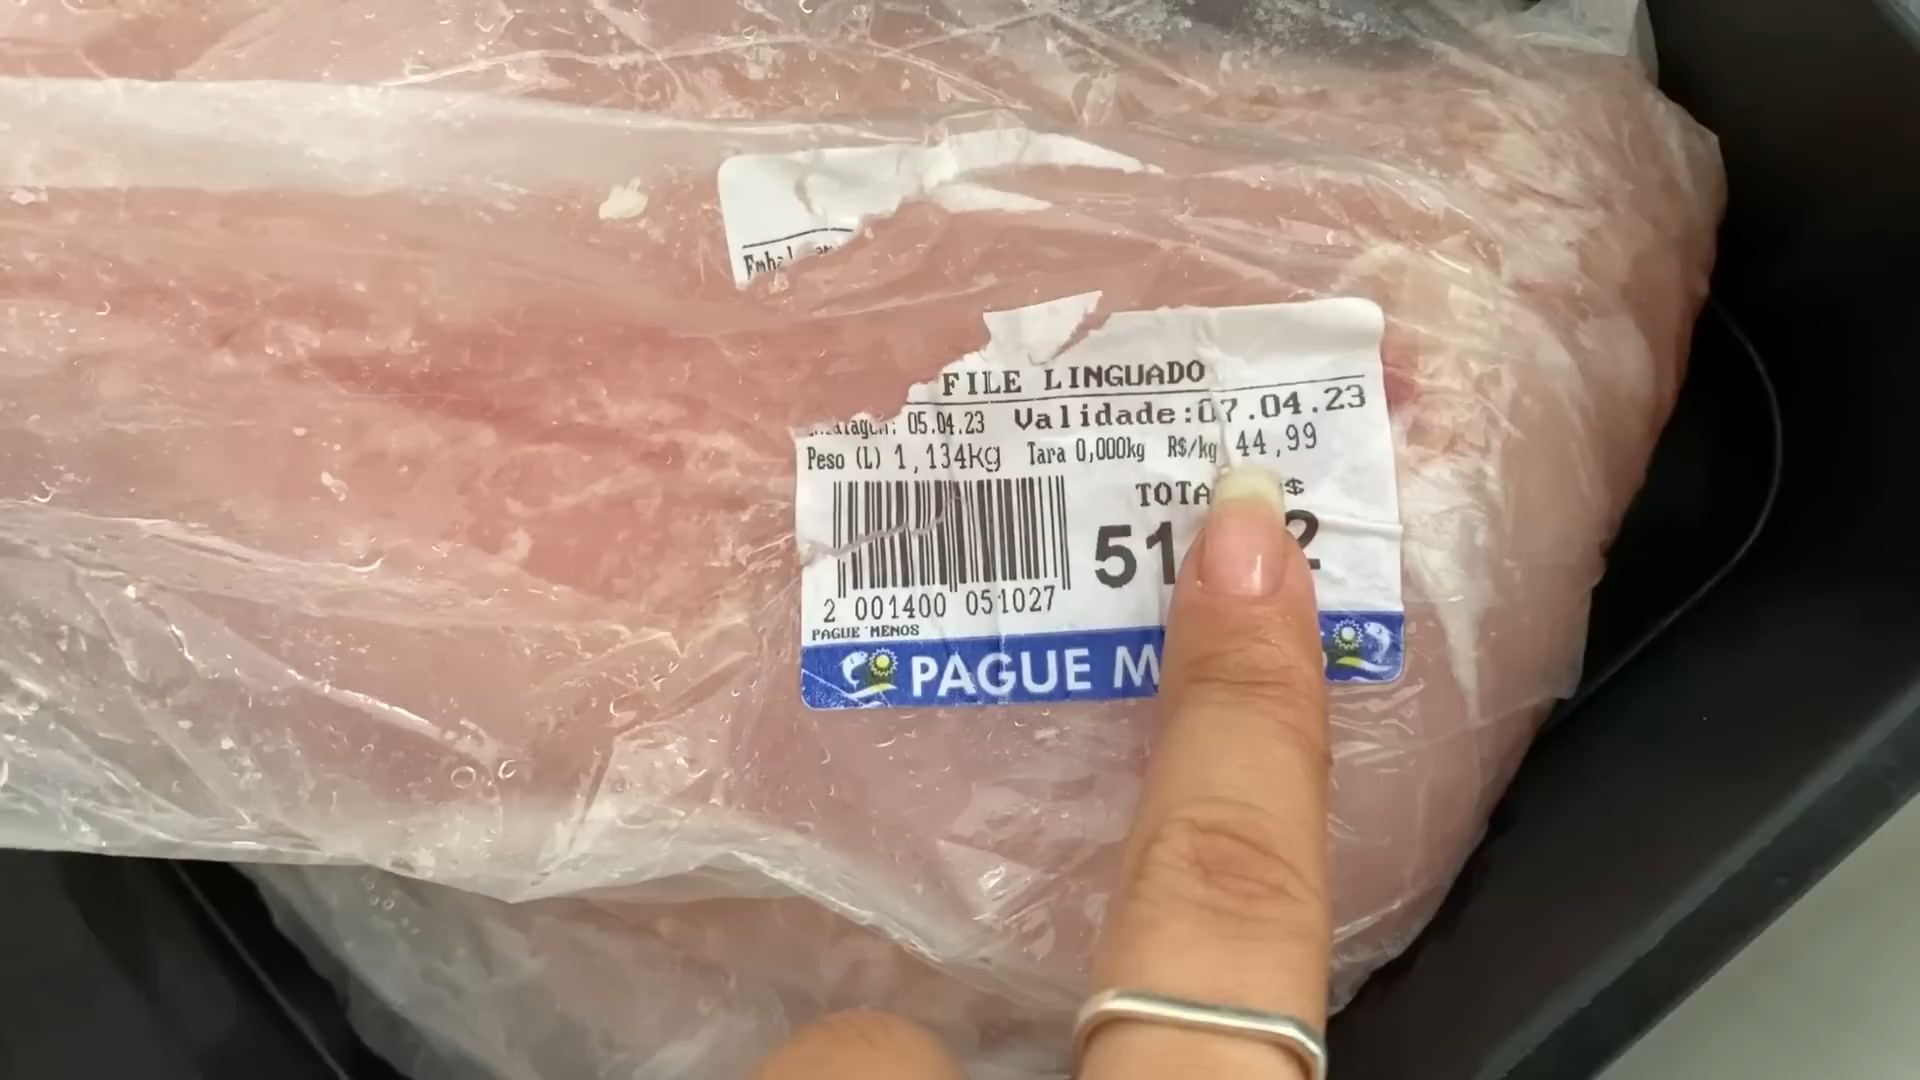 FILE LINGUADO
05.04.23 Validade:07.04.23
Peso (L) 1,134kg Tara 0,000kg R$/kg 44,99
2 001400 051027
PAGUE MENOS
PAGUE